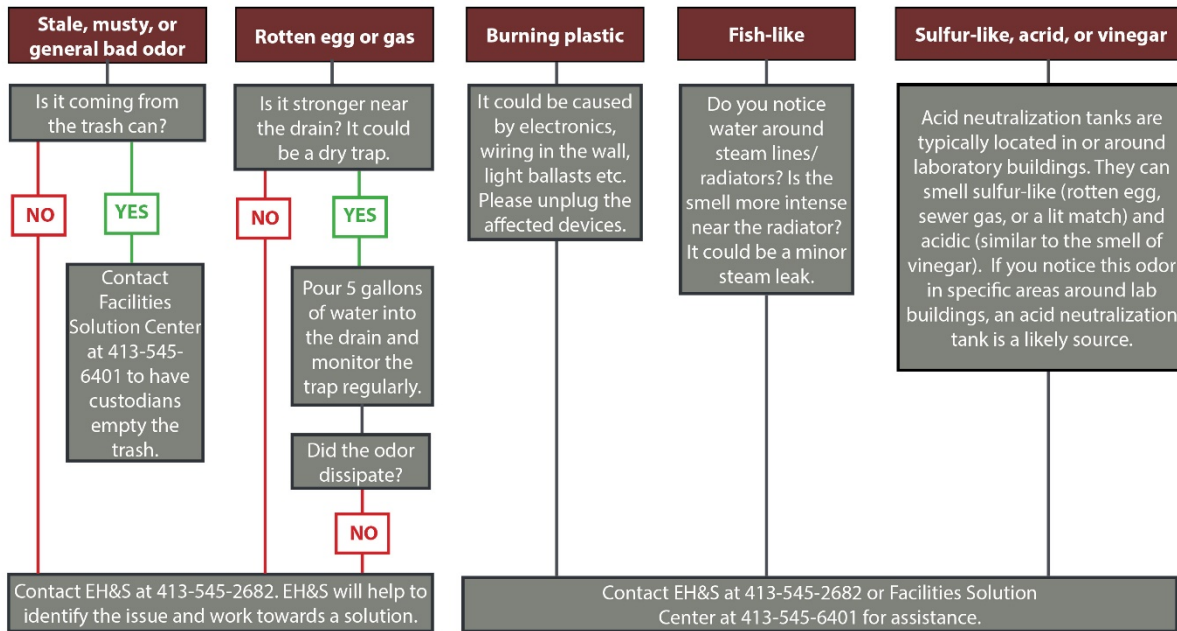 Stale, musty, or
general bad odor
Is it coming from
the trash can?
NO
YES
Contact
Facilities
Solution Center
at 413-545-
6401 to have
custodians
empty the
trash.
Rotten egg or gas
Is it stronger near
the drain? It could
be a dry trap.
NO
YES
Pour 5 gallons
of water into
the drain and
monitor the
trap regularly.
Did the odor
dissipate?
NO
Contact EH&S at 413-545-2682. EH&S will help to
identify the issue and work towards a solution.
Burning plastic
It could be caused
by electronics,
wiring in the wall,
light ballasts etc.
Please unplug the
affected devices.
Fish-like
Do you notice
water around
steam lines/
radiators? Is the
smell more intense
near the radiator?
It could be a minor
steam leak.
Sulfur-like, acrid, or vinegar
Acid neutralization tanks are
typically located in or around
laboratory buildings. They can
smell sulfur-like (rotten egg,
sewer gas, or a lit match) and
acidic (similar to the smell of
vinegar). If you notice this odor
in specific areas around lab
buildings, an acid neutralization
tank is a likely source.
Contact EH&S at 413-545-2682 or Facilities Solution
Center at 413-545-6401 for assistance.